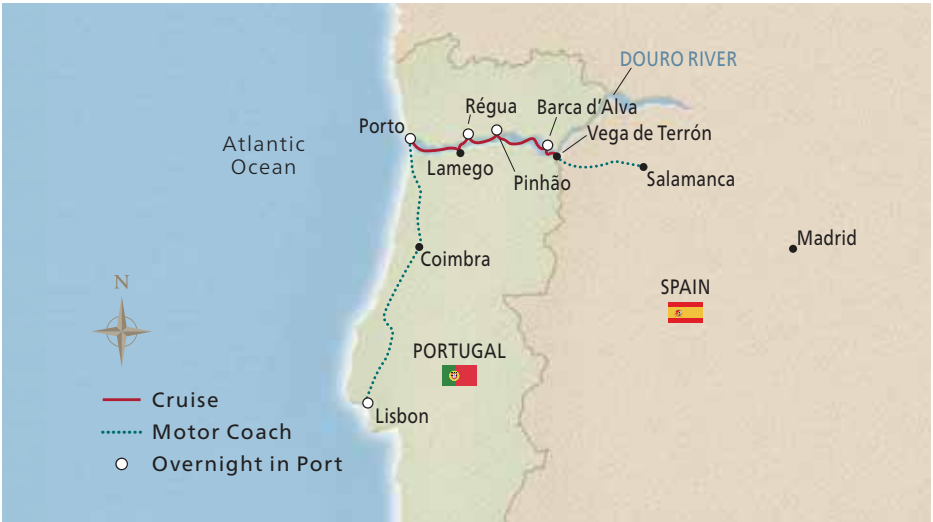 DOURO RIVER
Régua
Barca d'Alva
Porto
Vega de Terrón
Atlantic
Ocean
Lamego
Pinhão
Salamanca
Madrid
Coimbra
N
SPAIN
PORTUGAL
Cruise
Lisbon
Motor Coach
Overnight in Port